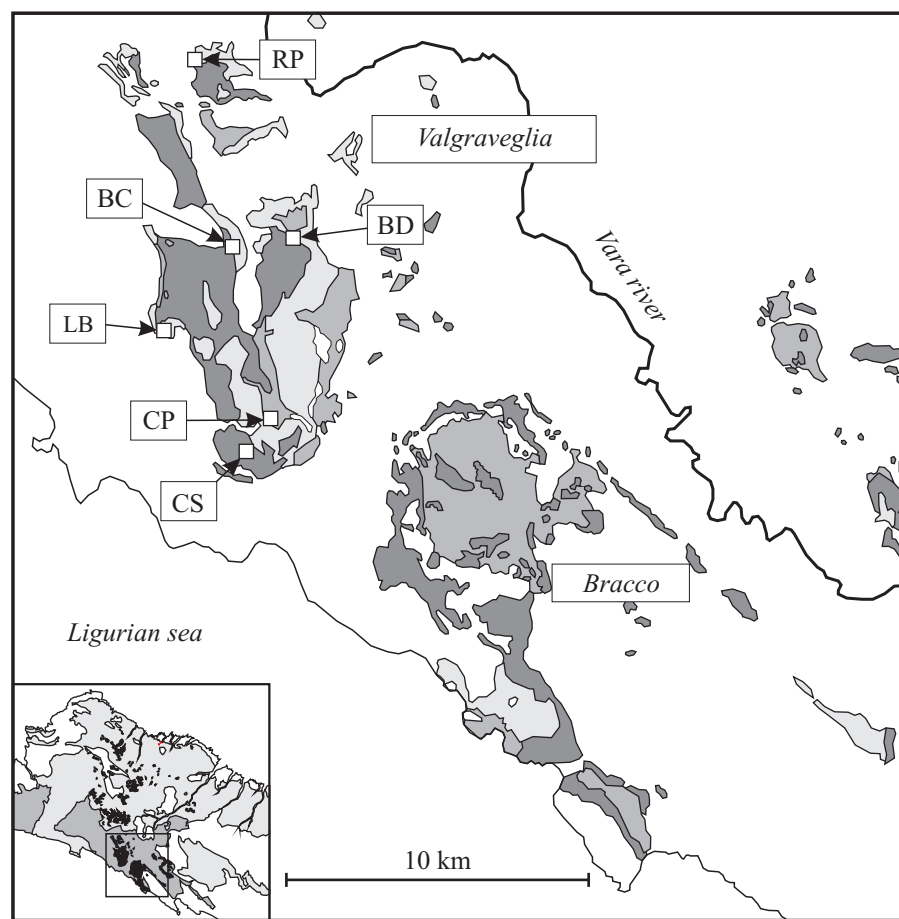 RP
Valgraveglia
BC
BD
Vara river
LB
CP
CS
Bracco
Ligurian sea
10 km